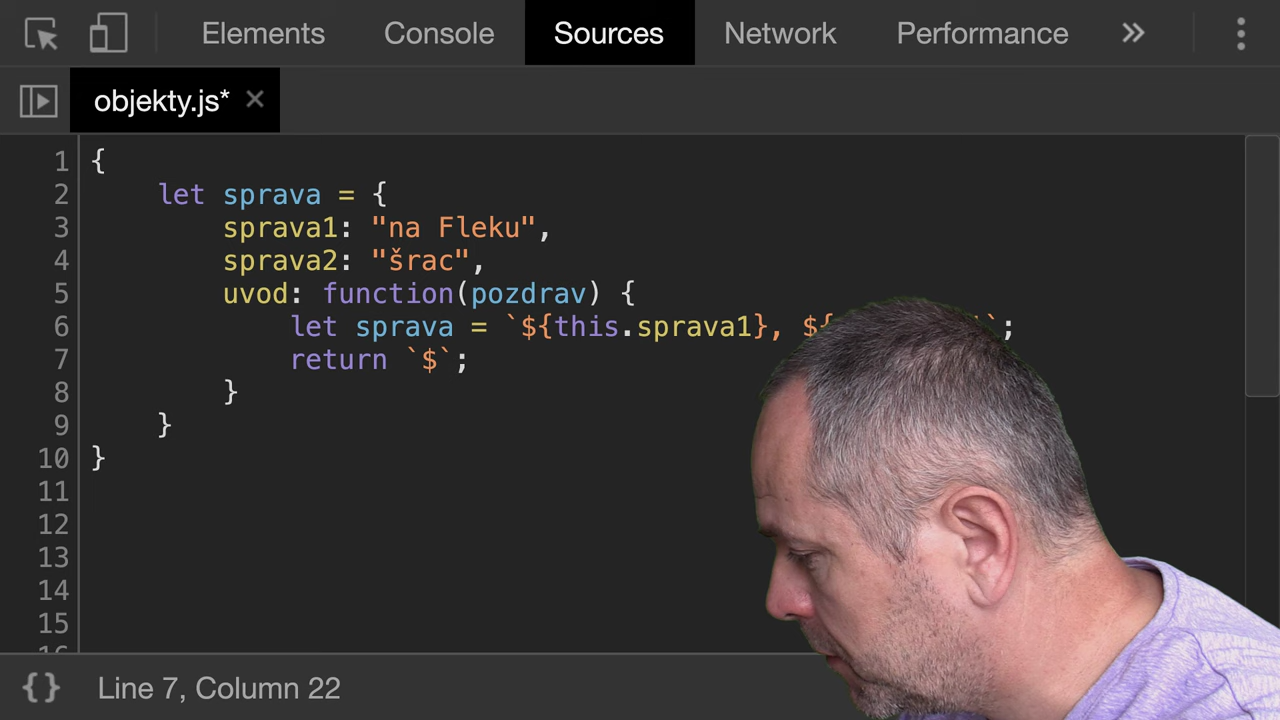 Elements Console Sources Network Performance
objekty.js*
1 {
2 let sprava = {
3 sprava1: "na Fleku",
4 sprava2: "šrac",
5 uvod: function(pozdrav) {
6 let sprava = `${this.sprava1}, ${ `;
7 return `$`;
8 }
9 }
10 }
11
12
13
14
15
16
{} Line 7, Column 22